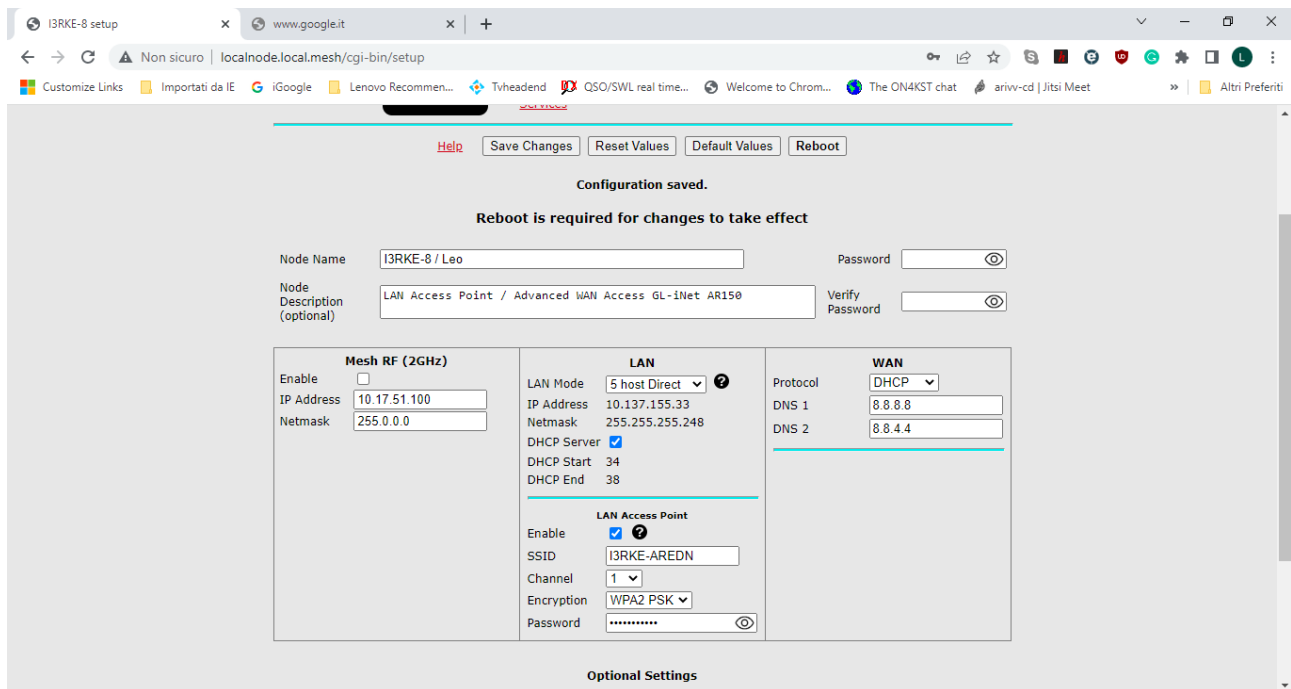 I3RKE-8 setup
www.google.it
Non sicuro | localnode.local.mesh/cgi-bin/setup
Customize Links Importati da IE iGoogle Lenovo Recommen... Tvheadend QSO/SWL real time... Welcome to Chrom... The ON4KST chat arivv-cd | Jitsi Meet » Altri Preferiti
Services
Help Save Changes Reset Values Default Values Reboot
Configuration saved.
Reboot is required for changes to take effect
Node Name I3RKE-8 / Leo Password
Node
Description
(optional)
LAN Access Point / Advanced WAN Access GL-iNet AR150
Verify
Password
Mesh RF (2GHz)
Enable
IP Address 10.17.51.100
Netmask 255.0.0.0
LAN
LAN Mode 5 host Direct
IP Address 10.137.155.33
Netmask 255.255.255.248
DHCP Server
DHCP Start 34
DHCP End 38
LAN Access Point
Enable
SSID I3RKE-AREDN
Channel 1
Encryption WPA2 PSK
Password •••••••••••
WAN
Protocol DHCP
DNS 1 8.8.8.8
DNS 2 8.8.4.4
Optional Settings